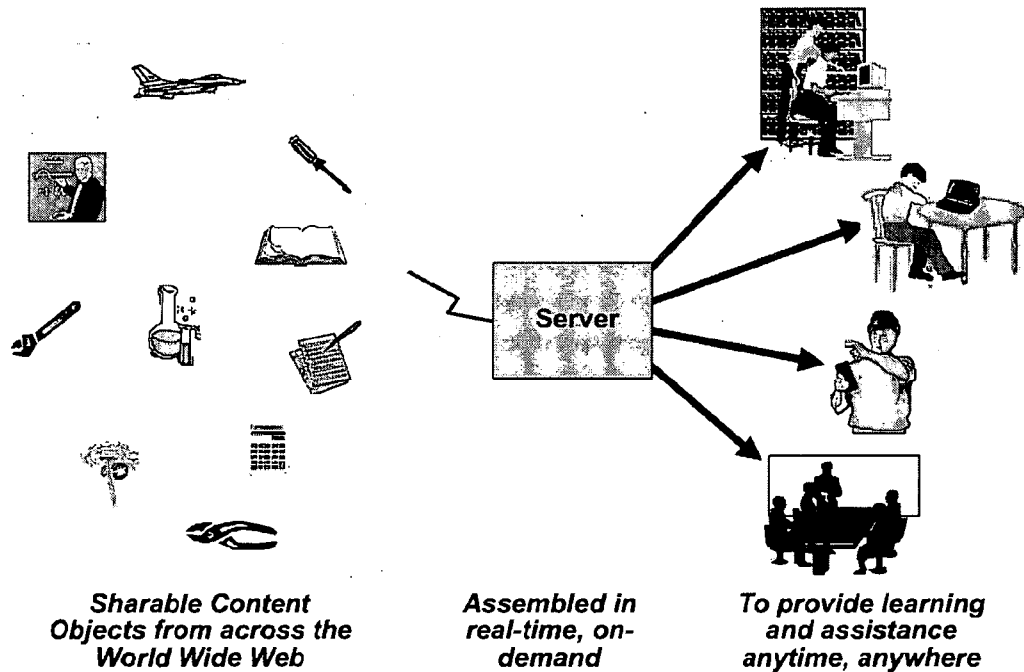 Server
Sharable Content
Objects from across the
World Wide Web
Assembled in
real-time, on-
demand
To provide learning
and assistance
anytime, anywhere